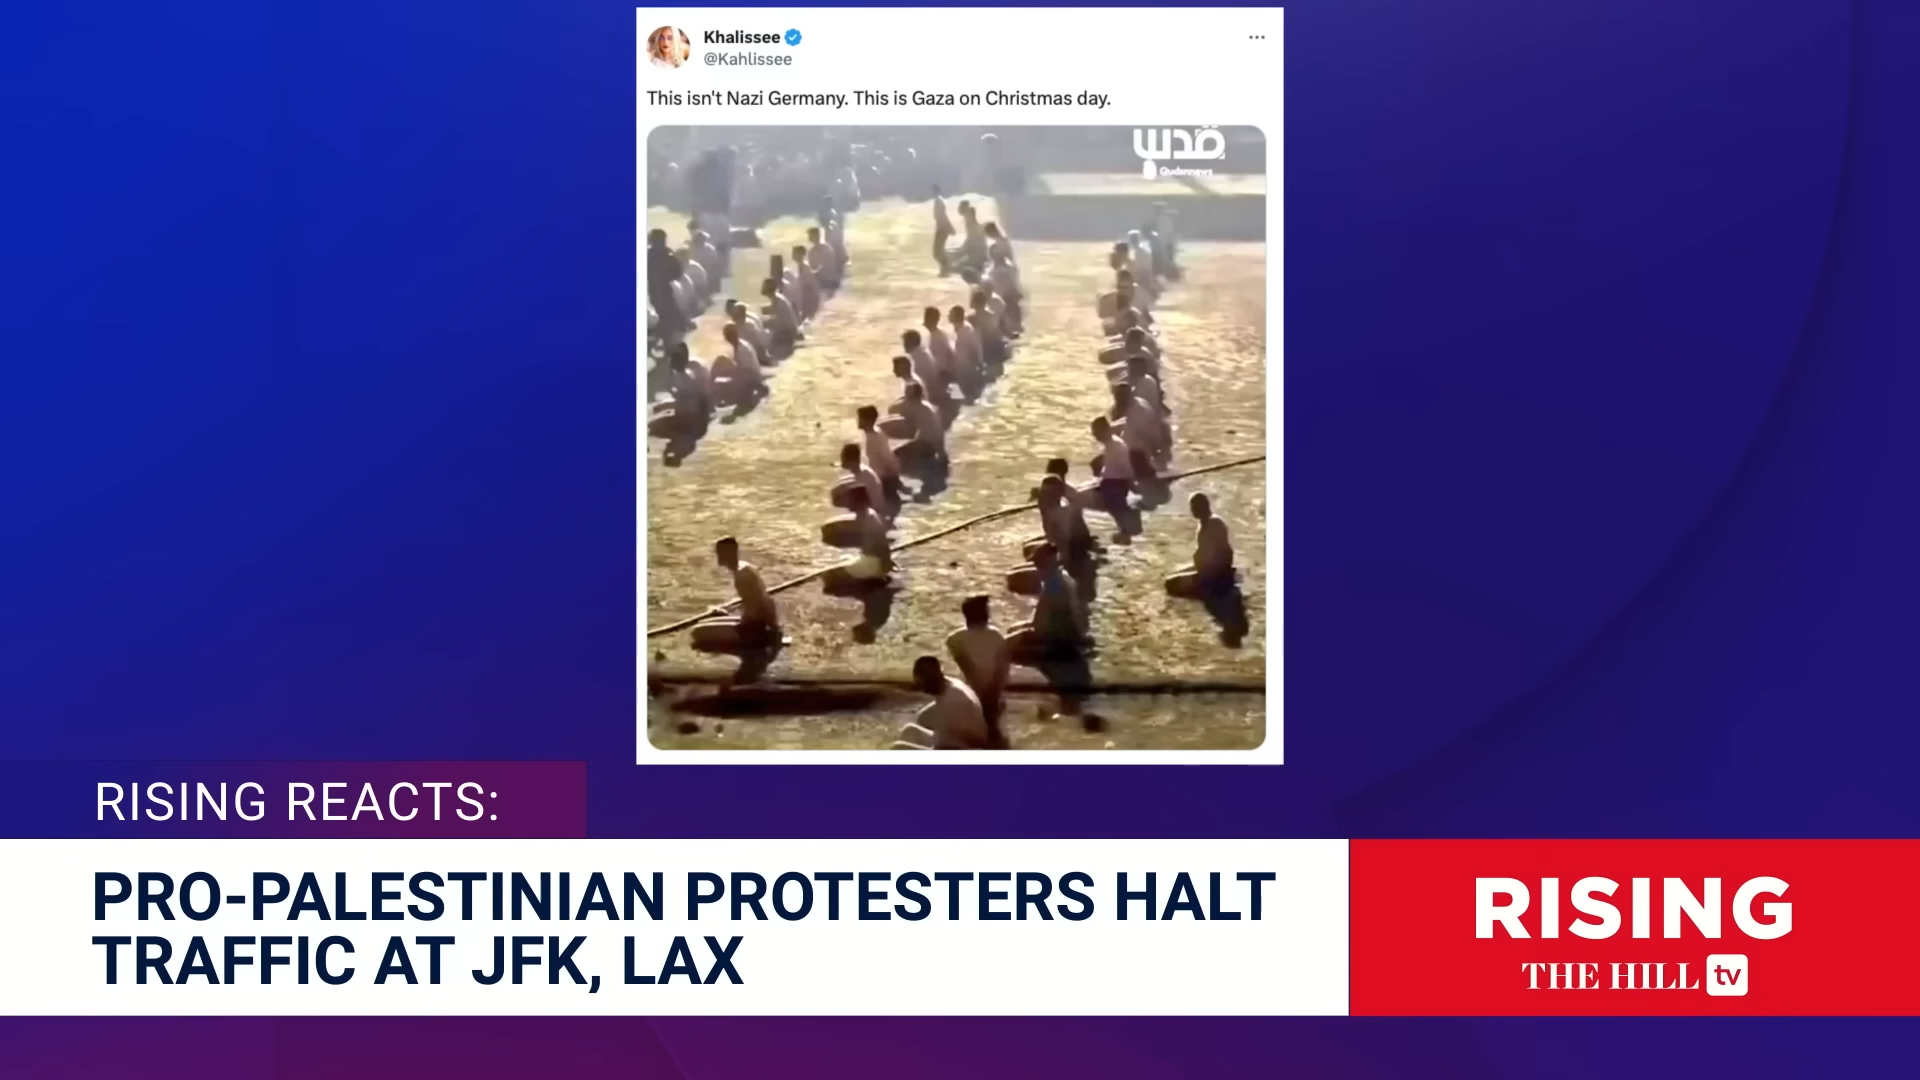 Khalissee
@Kahlissee
This isn't Nazi Germany. This is Gaza on Christmas day.
قدس
Qudsnnews
RISING REACTS:
PRO-PALESTINIAN PROTESTERS HALT
TRAFFIC AT JFK, LAX
RISING
THE HILL tv